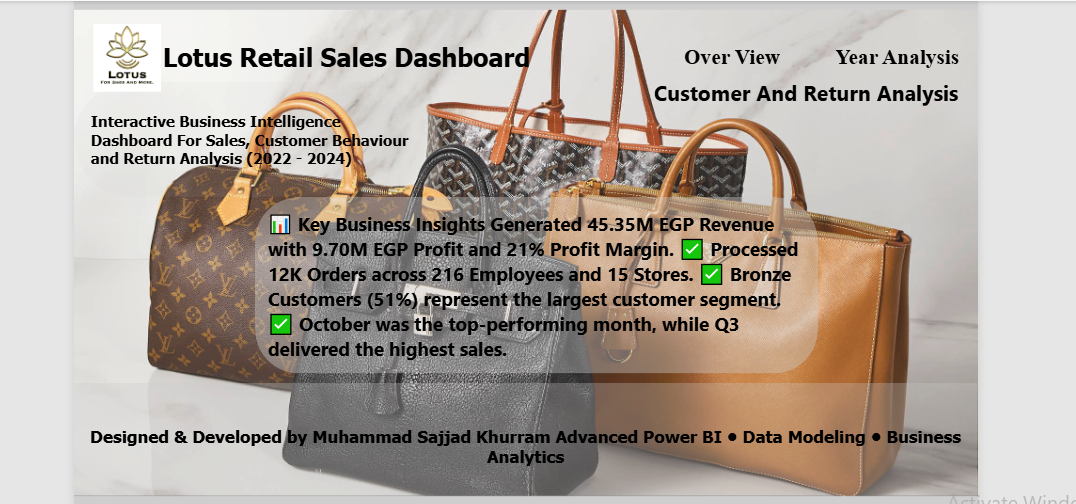 Lotus Retail Sales Dashboard
Over View
Year Analysis
LOTUS
FOR BAGS AND MORE.
Customer And Return Analysis
Interactive Business Intelligence
Dashboard For Sales, Customer Behaviour
and Return Analysis (2022 - 2024)
📊 Key Business Insights Generated 45.35M EGP Revenue
with 9.70M EGP Profit and 21% Profit Margin. ✅ Processed
12K Orders across 216 Employees and 15 Stores. ✅ Bronze
Customers (51%) represent the largest customer segment.
✅ October was the top-performing month, while Q3
delivered the highest sales.
Designed & Developed by Muhammad Sajjad Khurram Advanced Power BI • Data Modeling • Business
Analytics